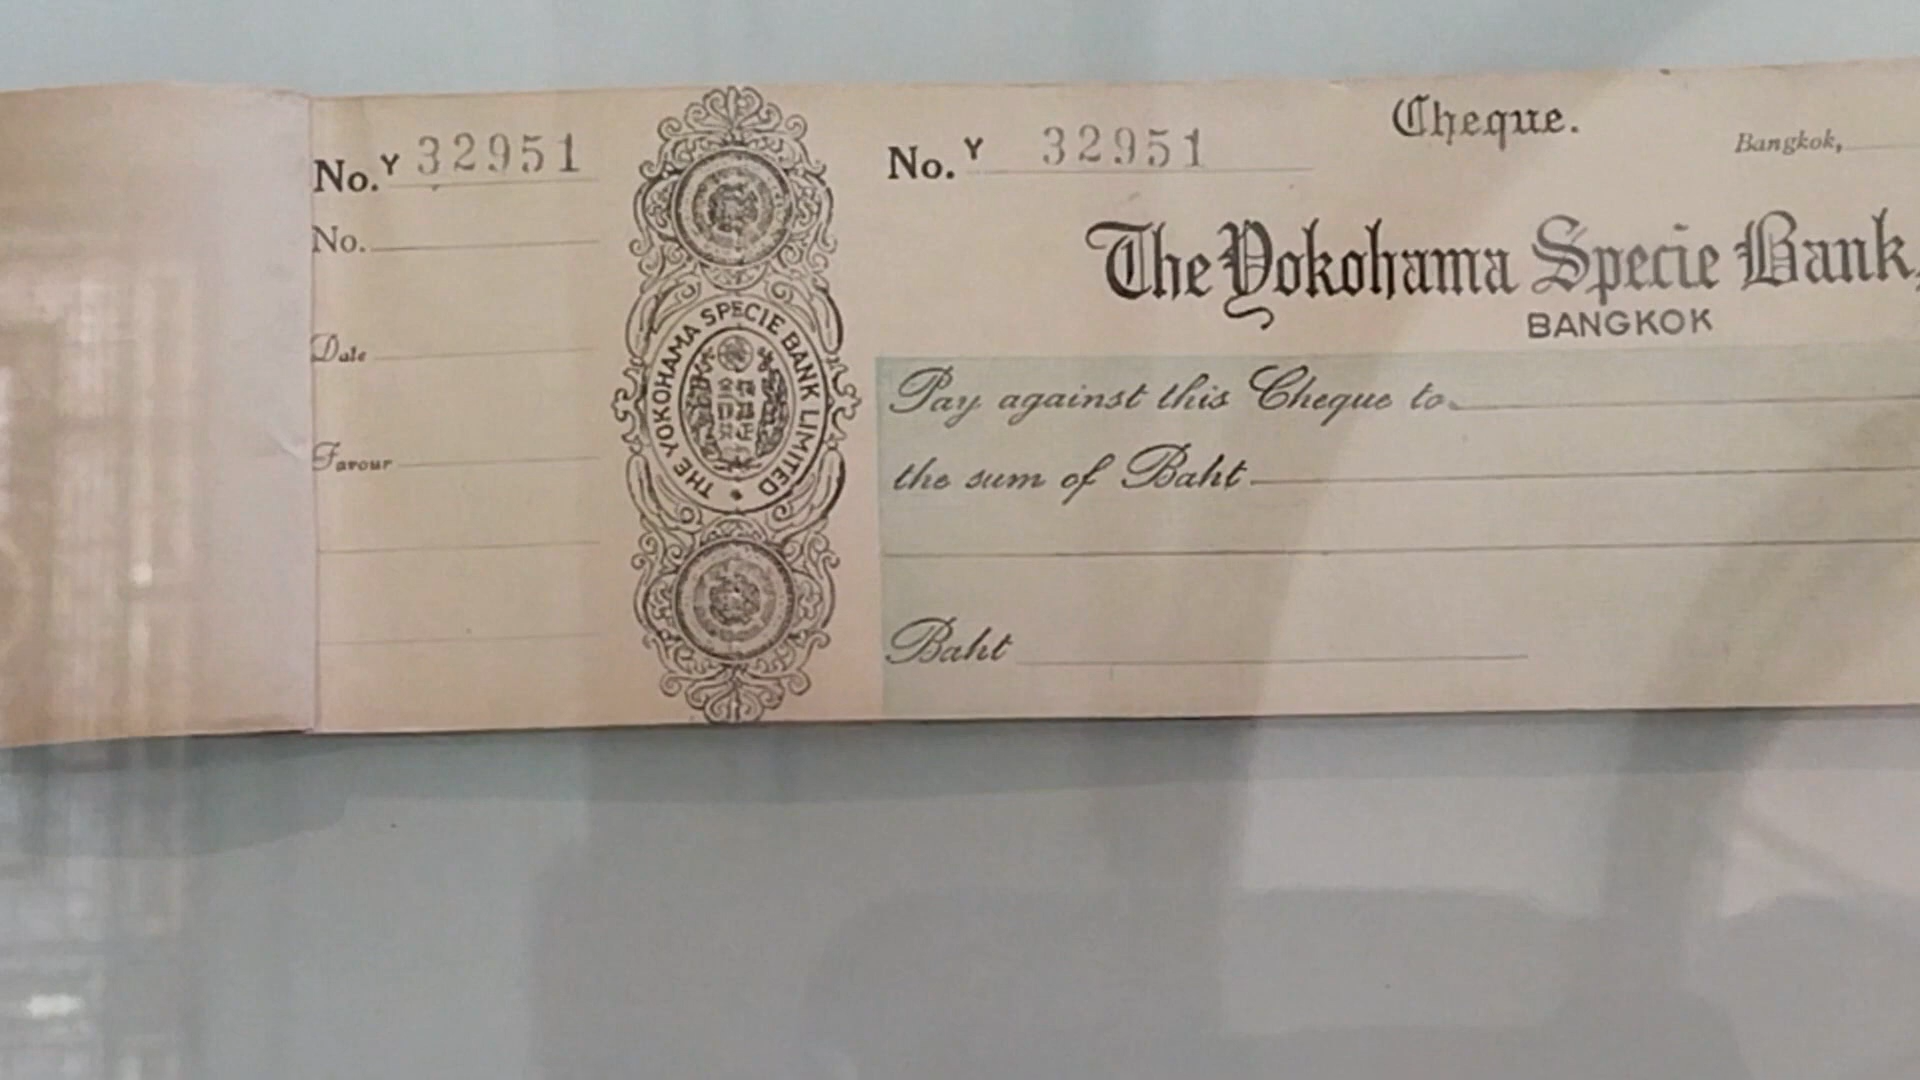 No. Y 32951
No.
Date
Favour
THE YOKOHAMA SPECIE BANK LIMITED
No. Y 32951
Cheque.
Bangkok,
The Yokohama Specie Bank,
BANGKOK
Pay against this Cheque to
the sum of Baht
Baht